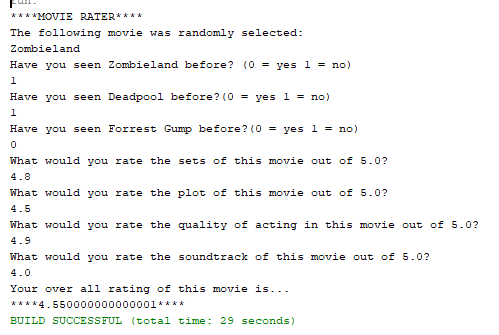 run:
****MOVIE RATER****
The following movie was randomly selected:
Zombieland
Have you seen Zombieland before? (0 = yes 1 = no)
1
Have you seen Deadpool before?(0 = yes 1 = no)
1
Have you seen Forrest Gump before?(0 = yes 1 = no)
0
What would you rate the sets of this movie out of 5.0?
4.8
What would you rate the plot of this movie out of 5.0?
4.5
What would you rate the quality of acting in this movie out of 5.0?
4.9
What would you rate the soundtrack of this movie out of 5.0?
4.0
Your over all rating of this movie is...
****4.550000000000001****
BUILD SUCCESSFUL (total time: 29 seconds)